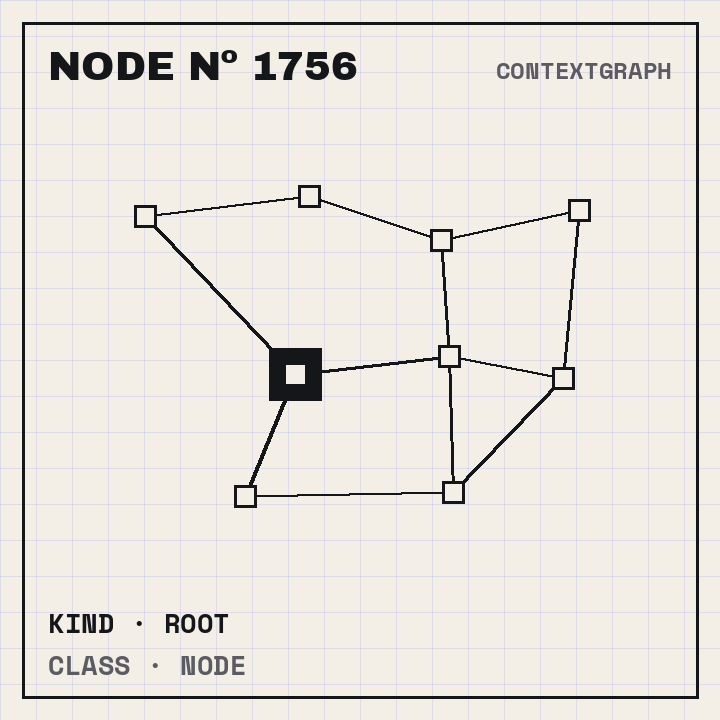 NODE Nº 1756
CONTEXTGRAPH
KIND · ROOT
CLASS · NODE